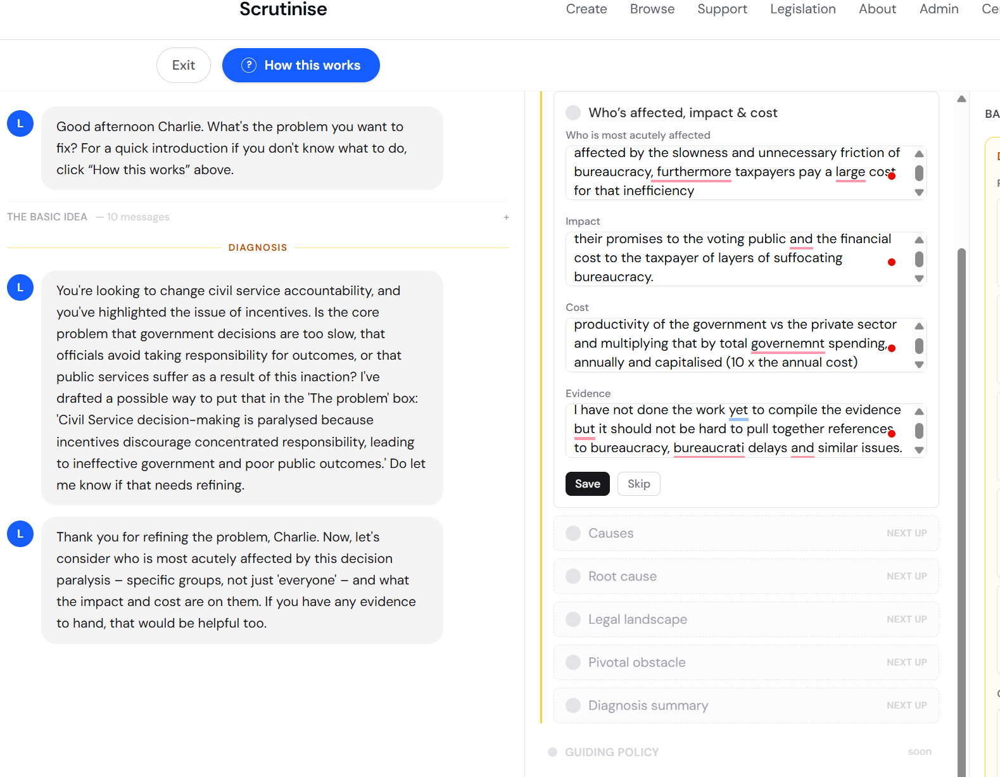 Scrutinise
Create Browse Support Legislation About Admin
Exit
? How this works
L
Good afternoon Charlie. What's the problem you want to
fix? For a quick introduction if you don't know what to do,
click “How this works” above.
THE BASIC IDEA — 10 messages +
DIAGNOSIS
L
You're looking to change civil service accountability, and
you've highlighted the issue of incentives. Is the core
problem that government decisions are too slow, that
officials avoid taking responsibility for outcomes, or that
public services suffer as a result of this inaction? I've
drafted a possible way to put that in the 'The problem' box:
'Civil Service decision-making is paralysed because
incentives discourage concentrated responsibility, leading
to ineffective government and poor public outcomes.' Do let
me know if that needs refining.
L
Thank you for refining the problem, Charlie. Now, let's
consider who is most acutely affected by this decision
paralysis – specific groups, not just 'everyone' – and what
the impact and cost are on them. If you have any evidence
to hand, that would be helpful too.
Who’s affected, impact & cost
Who is most acutely affected
affected by the slowness and unnecessary friction of
bureaucracy, furthermore taxpayers pay a large cost
for that inefficiency
Impact
their promises to the voting public and the financial
cost to the taxpayer of layers of suffocating
bureaucracy.
Cost
productivity of the government vs the private sector
and multiplying that by total governemnt spending,
annually and capitalised (10 x the annual cost)
Evidence
I have not done the work yet to compile the evidence
but it should not be hard to pull together references
to bureaucracy, bureaucrati delays and similar issues.
Save Skip
Causes NEXT UP
Root cause NEXT UP
Legal landscape NEXT UP
Pivotal obstacle NEXT UP
Diagnosis summary NEXT UP
GUIDING POLICY soon